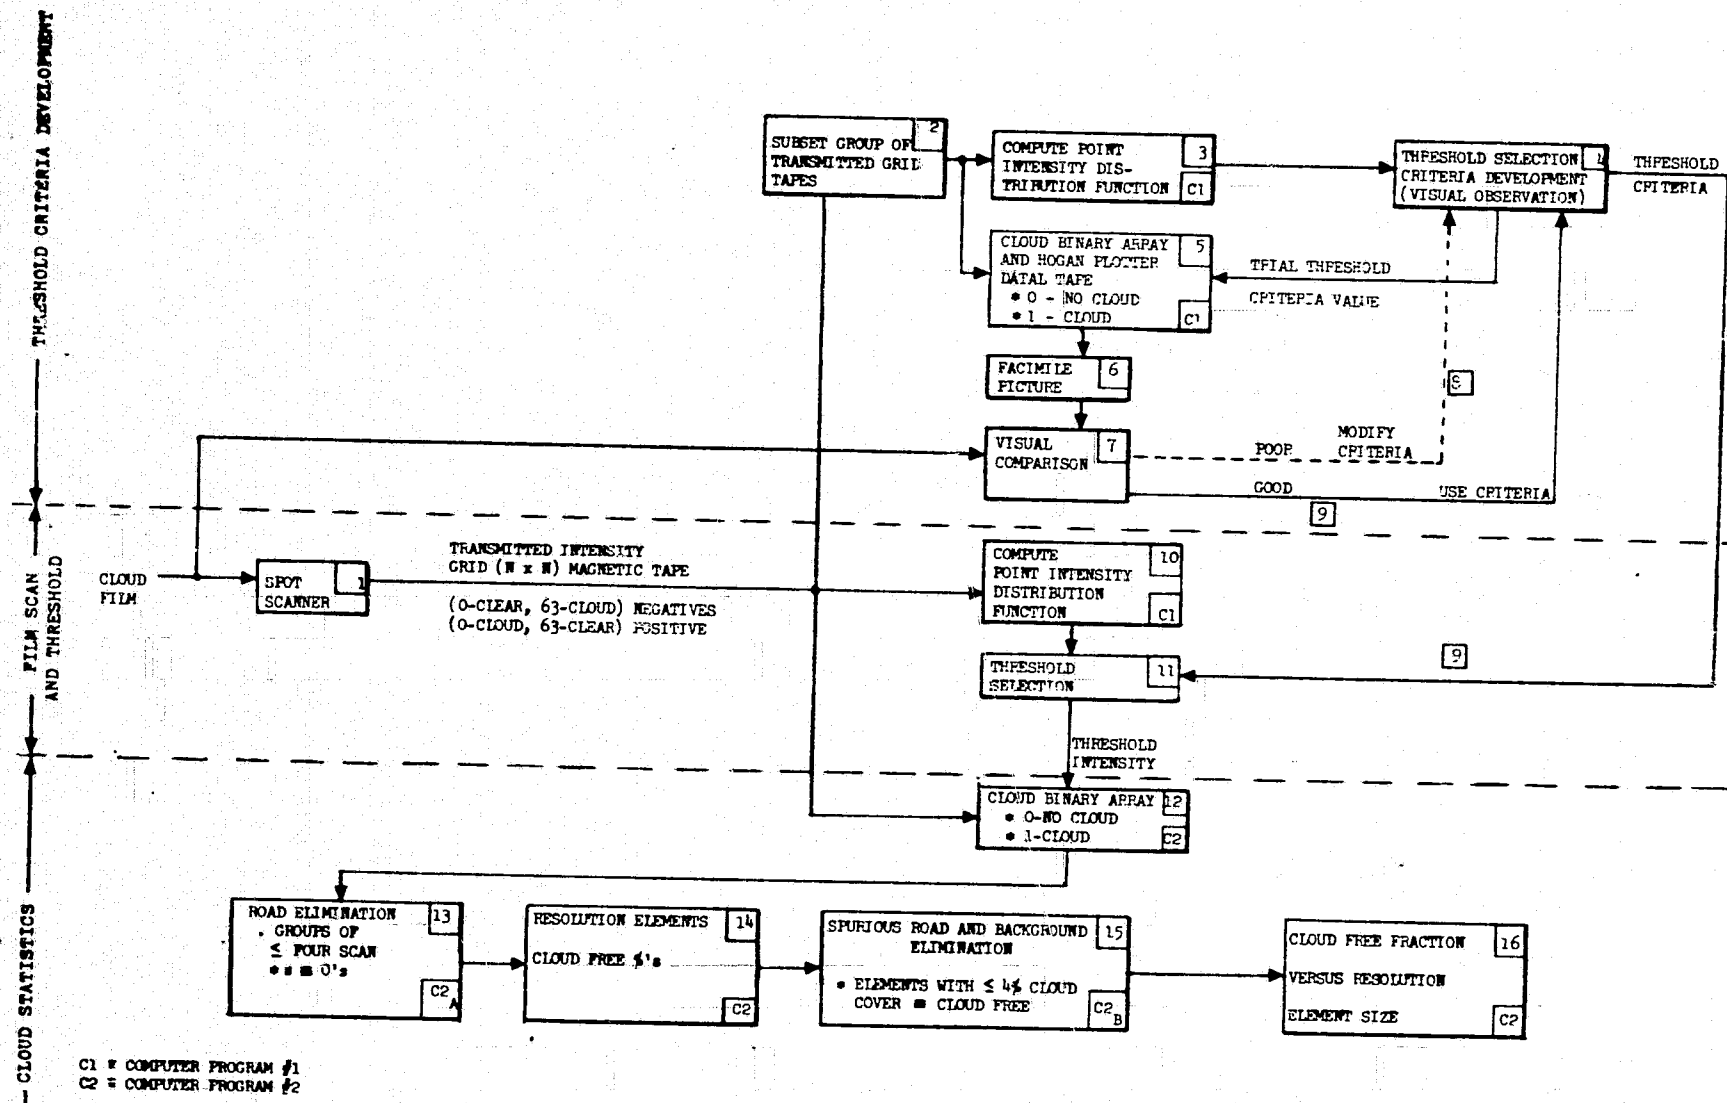 THRESHOLD CRITERIA DEVELOPMENT
2
SUBSET GROUP OF
TRANSMITTED GRID
TAPES
3
COMPUTE POINT
INTENSITY DIS-
TRIBUTION FUNCTION
C1
THRESHOLD SELECTION
CRITERIA DEVELOPMENT
(VISUAL OBSERVATION)
THRESHOLD
CRITERIA
5
CLOUD BINARY ARRAY
AND HOGAN PLOTTER
DATAL TAPE
* 0 - NO CLOUD
* 1 - CLOUD
C1
TRIAL THRESHOLD
CRITERIA VALUE
6
FACIMILE
PICTURE
8
7
VISUAL
COMPARISON
POOR
MODIFY
CRITERIA
GOOD
USE CRITERIA
9
FILM SCAN
AND THRESHOLD
CLOUD
FILM
1
SPOT
SCANNER
TRANSMITTED INTENSITY
GRID (N x N) MAGNETIC TAPE
(0-CLEAR, 63-CLOUD) NEGATIVES
(0-CLOUD, 63-CLEAR) POSITIVE
10
COMPUTE
POINT INTENSITY
DISTRIBUTION
FUNCTION
C1
11
THRESHOLD
SELECTION
9
THRESHOLD
INTENSITY
CLOUD STATISTICS
12
CLOUD BINARY ARRAY
* 0-NO CLOUD
* 1-CLOUD
C2
13
ROAD ELIMINATION
. GROUPS OF
≤ FOUR SCAN
= 0's
C2A
14
RESOLUTION ELEMENTS
CLOUD FREE %'s
C2
15
SPURIOUS ROAD AND BACKGROUND
ELIMINATION
* ELEMENTS WITH ≤ 4% CLOUD
COVER = CLOUD FREE
C2B
16
CLOUD FREE FRACTION
VERSUS RESOLUTION
ELEMENT SIZE
C2
C1 = COMPUTER PROGRAM #1
C2 = COMPUTER PROGRAM #2